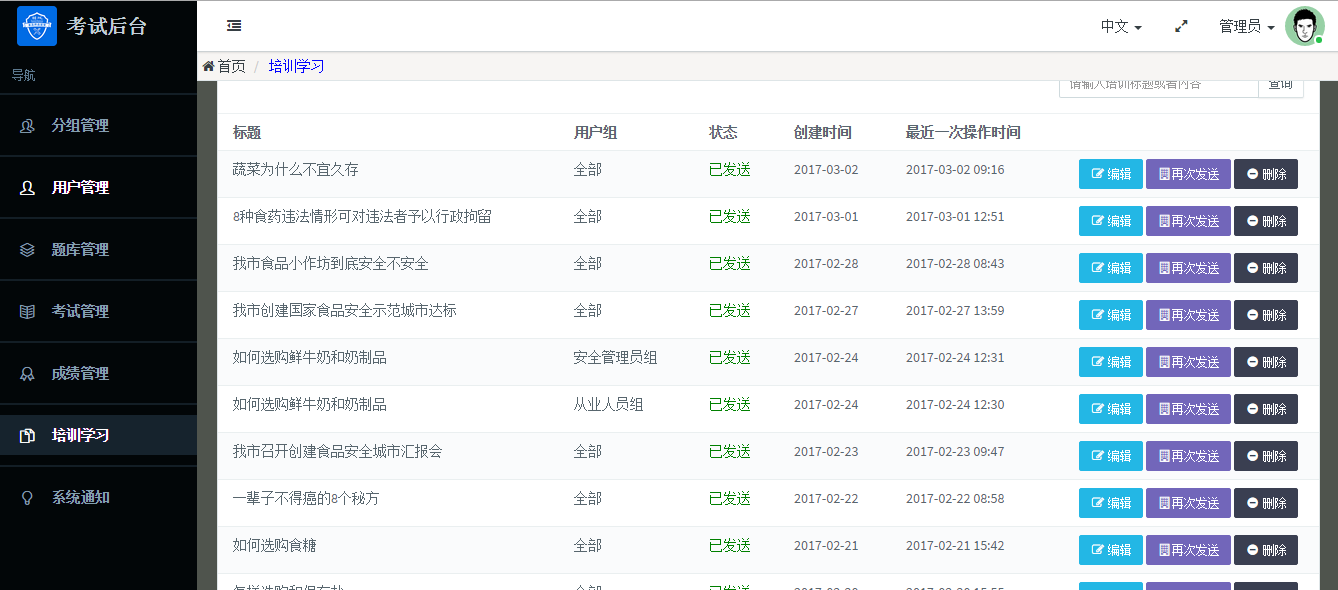 考试后台
中文
管理员
导航
首页 / 培训学习
分组管理
用户管理
题库管理
考试管理
成绩管理
培训学习
系统通知
请输入培训标题或者内容 查询
标题 用户组 状态 创建时间 最近一次操作时间
蔬菜为什么不宜久存 全部 已发送 2017-03-02 2017-03-02 09:16 编辑 再次发送 删除
8种食药违法情形可对违法者予以行政拘留 全部 已发送 2017-03-01 2017-03-01 12:51 编辑 再次发送 删除
我市食品小作坊到底安全不安全 全部 已发送 2017-02-28 2017-02-28 08:43 编辑 再次发送 删除
我市创建国家食品安全示范城市达标 全部 已发送 2017-02-27 2017-02-27 13:59 编辑 再次发送 删除
如何选购鲜牛奶和奶制品 安全管理员组 已发送 2017-02-24 2017-02-24 12:31 编辑 再次发送 删除
如何选购鲜牛奶和奶制品 从业人员组 已发送 2017-02-24 2017-02-24 12:30 编辑 再次发送 删除
我市召开创建食品安全城市汇报会 全部 已发送 2017-02-23 2017-02-23 09:47 编辑 再次发送 删除
一辈子不得癌的8个秘方 全部 已发送 2017-02-22 2017-02-22 08:58 编辑 再次发送 删除
如何选购食糖 全部 已发送 2017-02-21 2017-02-21 15:42 编辑 再次发送 删除
全部 已发送